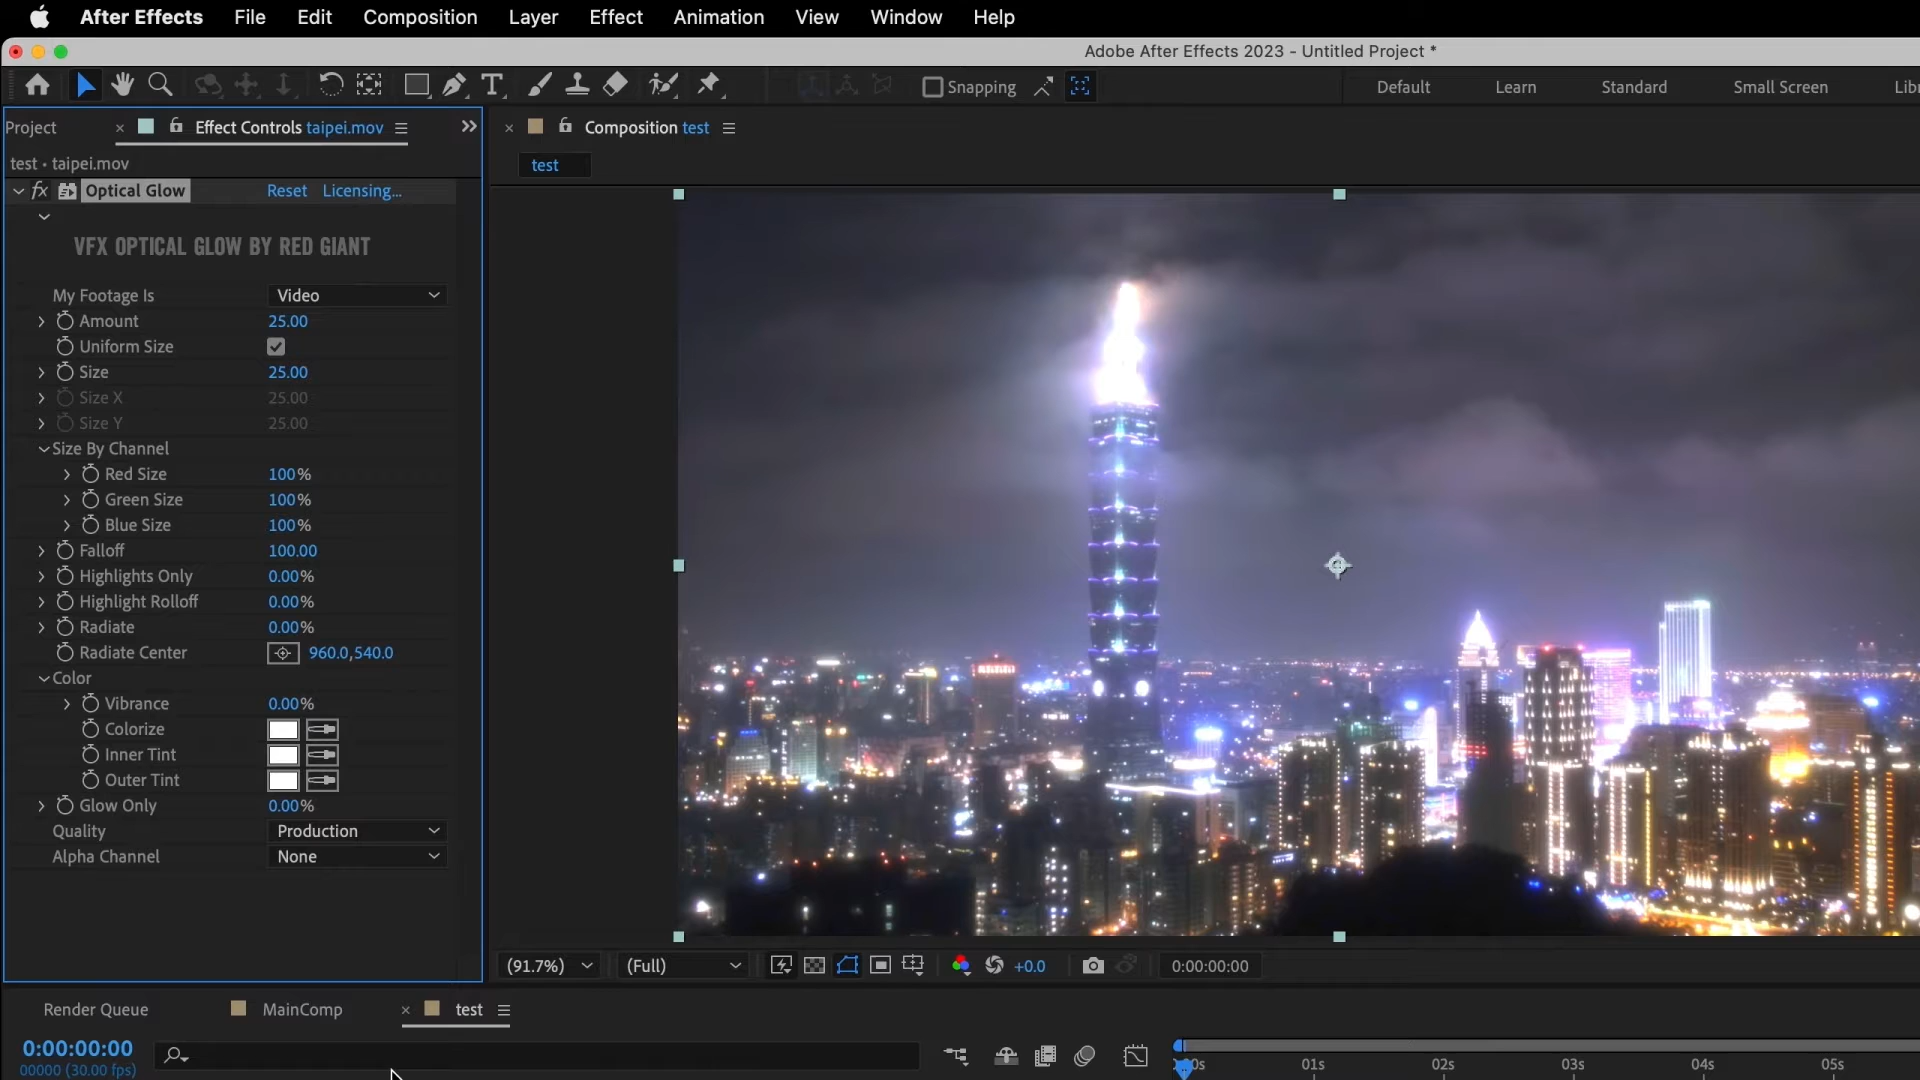 After Effects File Edit Composition Layer Effect Animation View Window Help
Adobe After Effects 2023 - Untitled Project *
Snapping Default Learn Standard Small Screen
Project × Effect Controls taipei.mov × Composition test
test • taipei.mov
test
fx Optical Glow Reset Licensing...
VFX OPTICAL GLOW BY RED GIANT
My Footage Is Video
Amount 25.00
Uniform Size
Size 25.00
Size X 25.00
Size Y 25.00
Size By Channel
Red Size 100%
Green Size 100%
Blue Size 100%
Falloff 100.00
Highlights Only 0.00%
Highlight Rolloff 0.00%
Radiate 0.00%
Radiate Center 960.0,540.0
Color
Vibrance 0.00%
Colorize
Inner Tint
Outer Tint
Glow Only 0.00%
Quality Production
Alpha Channel None
(91.7%) (Full) +0.0 0:00:00:00
Render Queue MainComp × test
0:00:00:00
00000 (30.00 fps)
01s 02s 03s 04s 05s